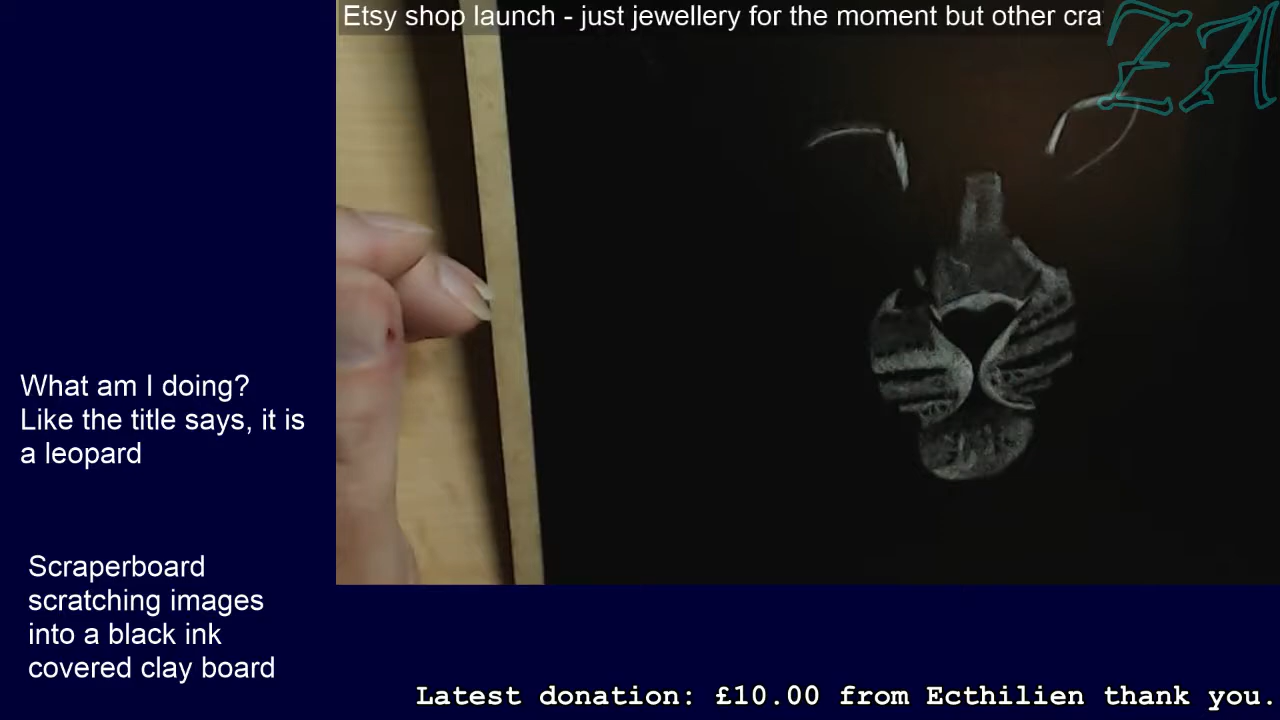 Etsy shop launch - just jewellery for the moment but other cra
ZA
What am I doing?
Like the title says, it is
a leopard
Scraperboard
scratching images
into a black ink
covered clay board
Latest donation: £10.00 from Ecthilien thank you.